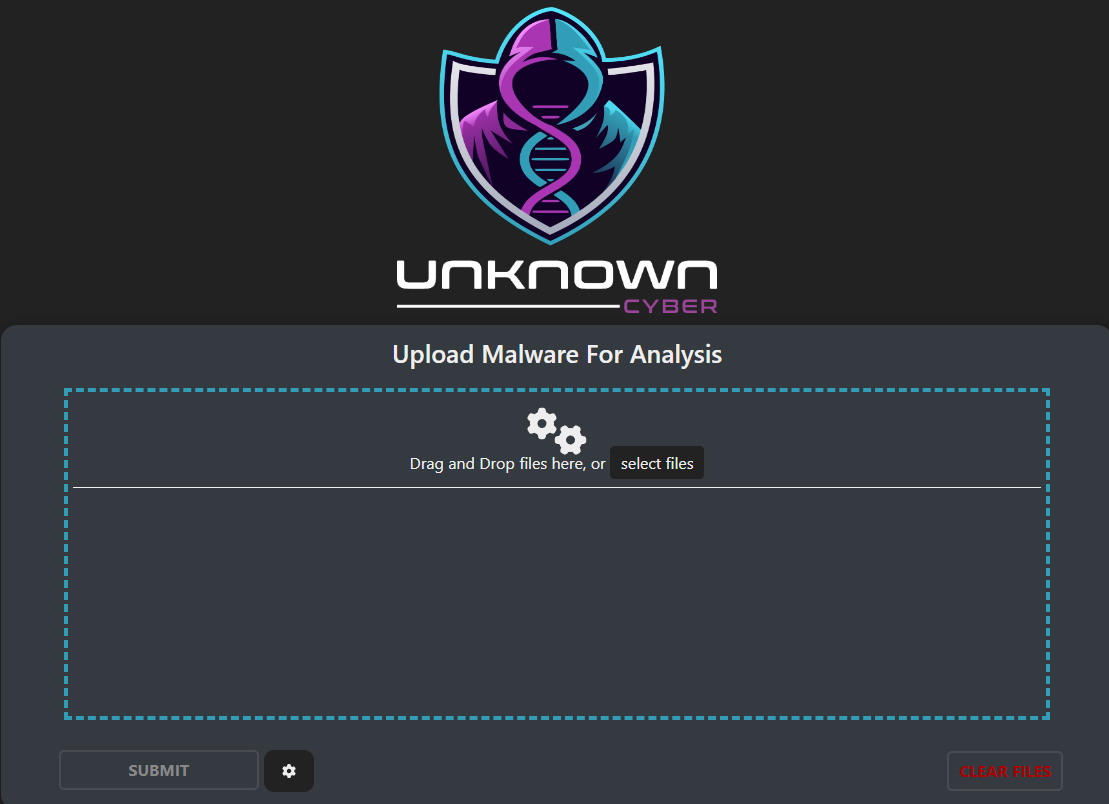 UNKNOWN
CYBER
Upload Malware For Analysis
Drag and Drop files here, or select files
SUBMIT
CLEAR FILES